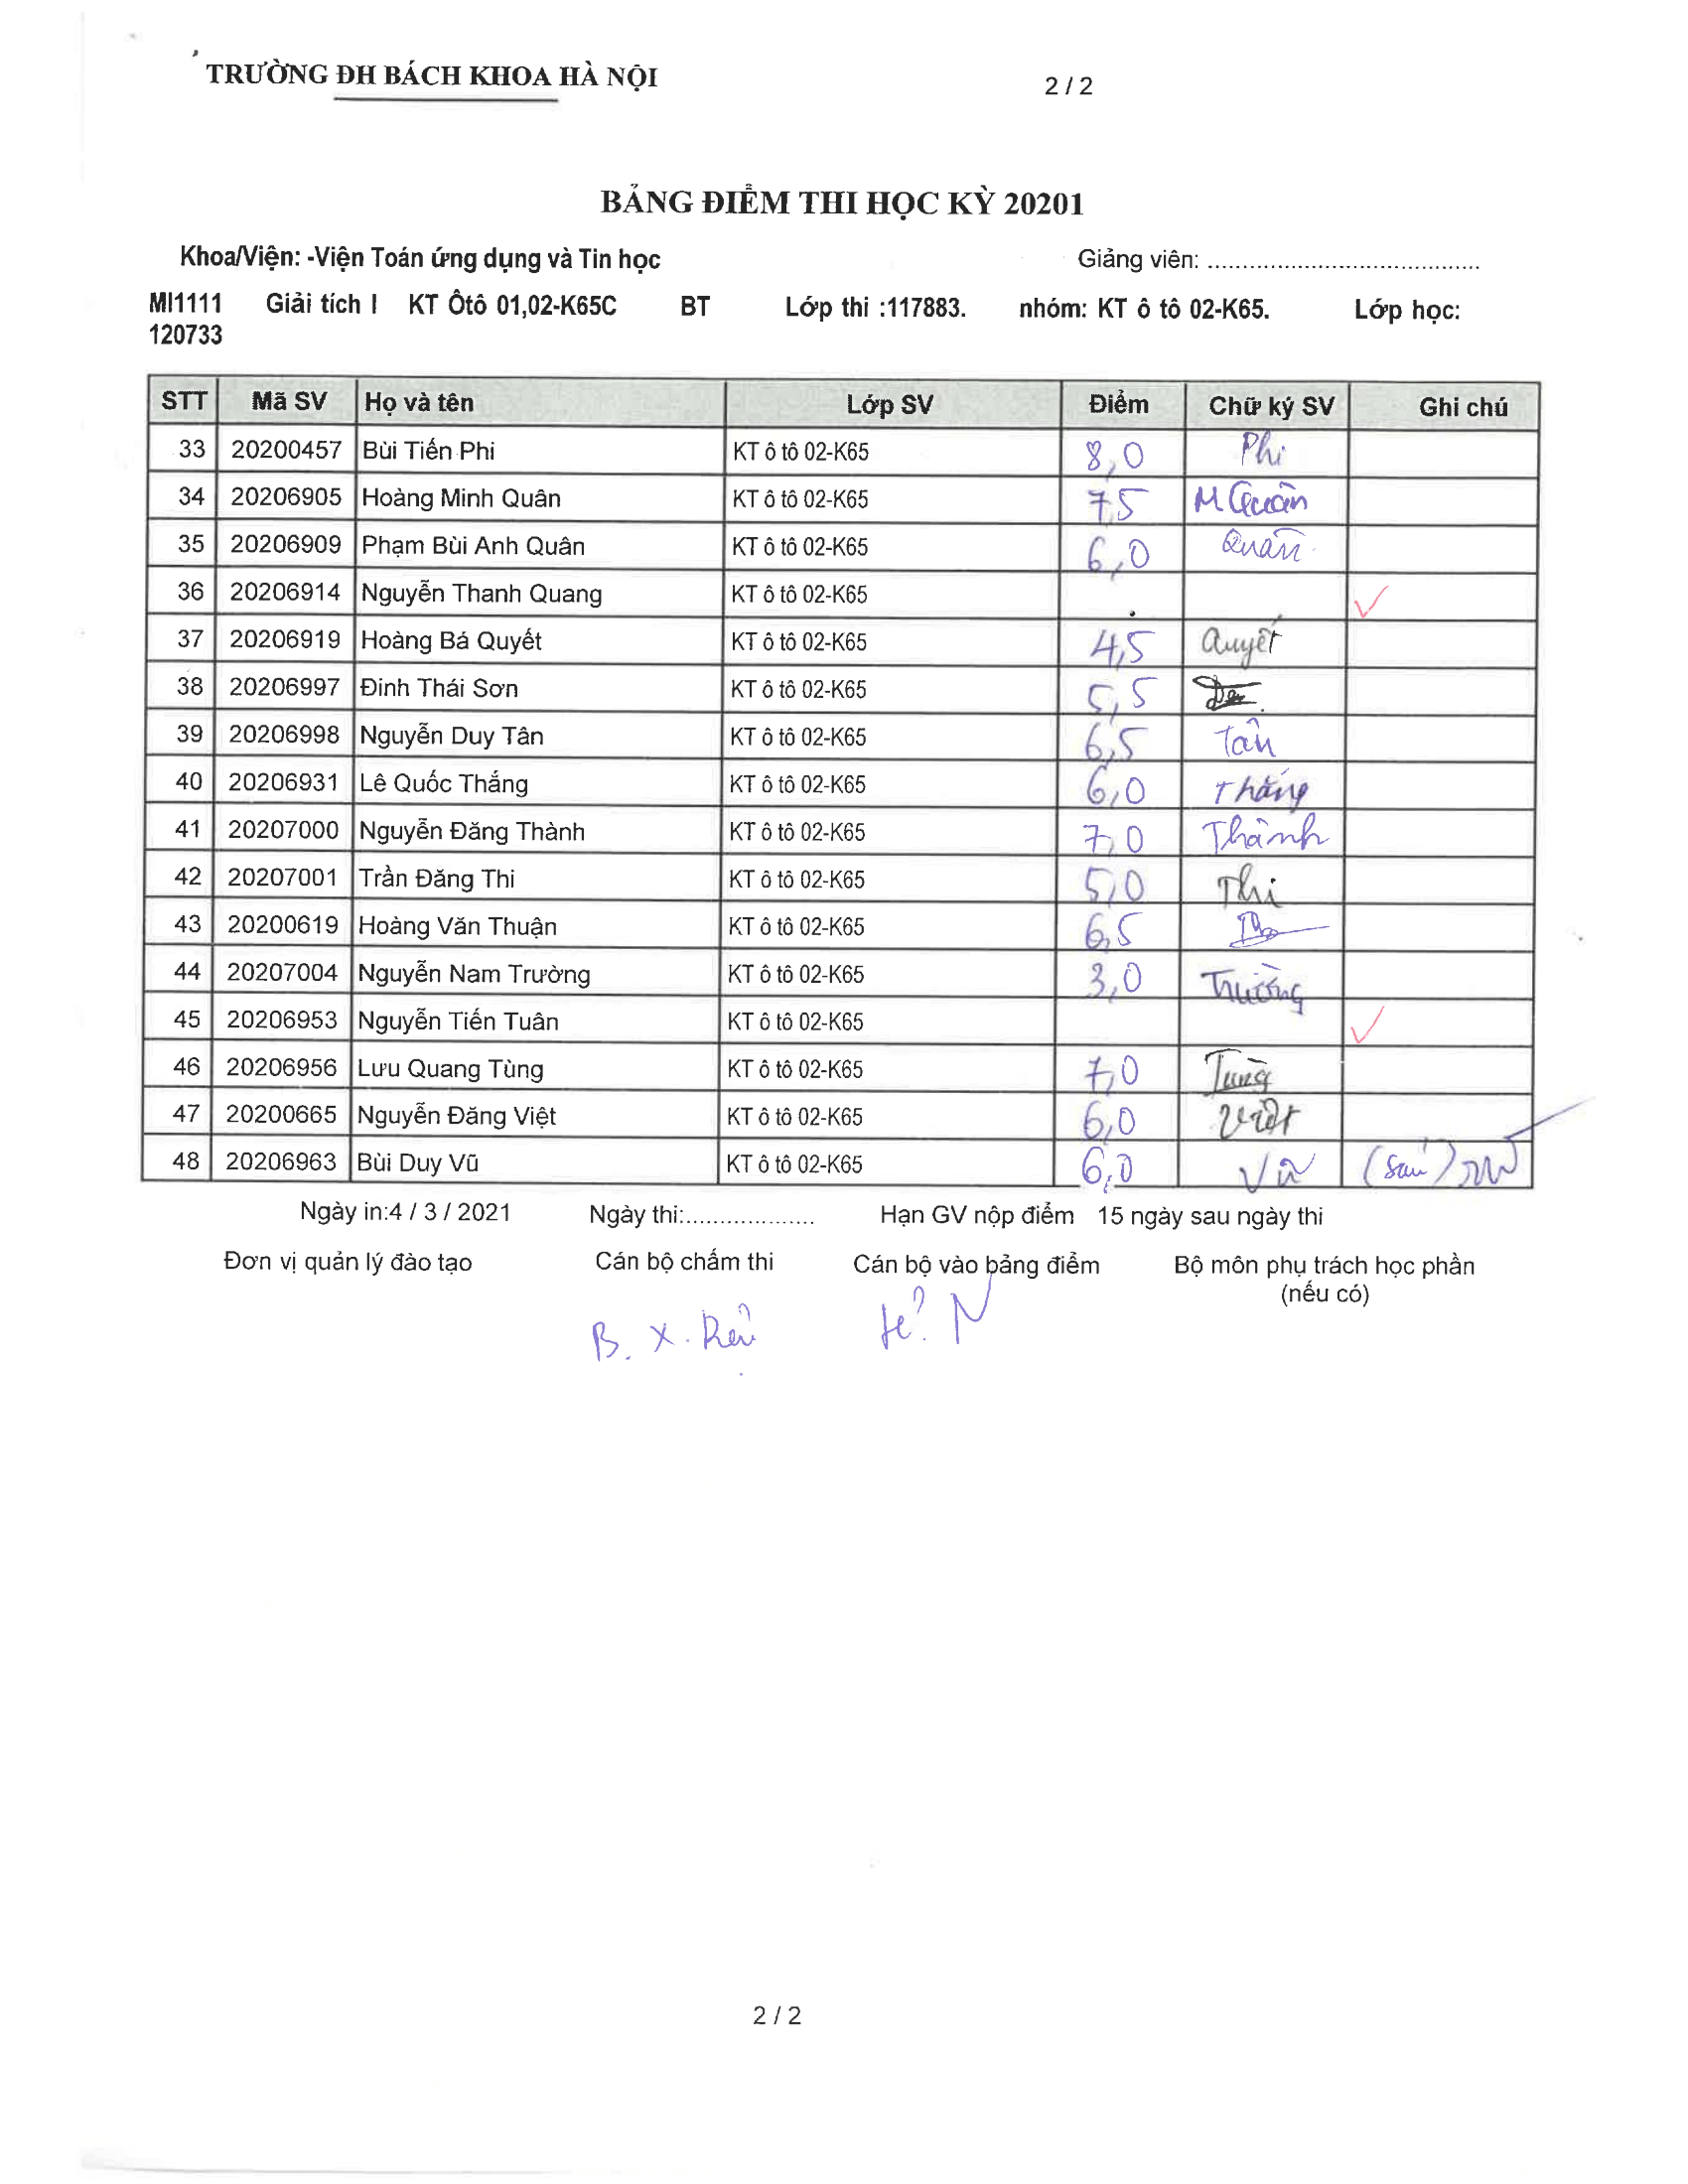 TRƯỜNG ĐH BÁCH KHOA HÀ NỘI
2 / 2
BẢNG ĐIỂM THI HỌC KỲ 20201
Khoa/Viện: -Viện Toán ứng dụng và Tin học Giảng viên: ......................................
MI1111 Giải tích I KT Ôtô 01,02-K65C BT Lớp thi :117883. nhóm: KT ô tô 02-K65. Lớp học:
120733
STT Mã SV Họ và tên Lớp SV Điểm Chữ ký SV Ghi chú
33 20200457 Bùi Tiến Phi KT ô tô 02-K65 8,0 Phi
34 20206905 Hoàng Minh Quân KT ô tô 02-K65 7,5 M Quân
35 20206909 Phạm Bùi Anh Quân KT ô tô 02-K65 6,0 Quân
36 20206914 Nguyễn Thanh Quang KT ô tô 02-K65 ✓
37 20206919 Hoàng Bá Quyết KT ô tô 02-K65 4,5 Quyết
38 20206997 Đinh Thái Sơn KT ô tô 02-K65 5,5
39 20206998 Nguyễn Duy Tân KT ô tô 02-K65 6,5 Tân
40 20206931 Lê Quốc Thắng KT ô tô 02-K65 6,0 Thắng
41 20207000 Nguyễn Đăng Thành KT ô tô 02-K65 7,0 Thành
42 20207001 Trần Đăng Thi KT ô tô 02-K65 5,0 Thi
43 20200619 Hoàng Văn Thuận KT ô tô 02-K65 6,5
44 20207004 Nguyễn Nam Trường KT ô tô 02-K65 3,0 Trường
45 20206953 Nguyễn Tiến Tuân KT ô tô 02-K65 ✓
46 20206956 Lưu Quang Tùng KT ô tô 02-K65 7,0 Tùng
47 20200665 Nguyễn Đăng Việt KT ô tô 02-K65 6,0 Việt
48 20206963 Bùi Duy Vũ KT ô tô 02-K65 6,0 Vũ (Sáu)
Ngày in:4 / 3 / 2021 Ngày thi:................... Hạn GV nộp điểm 15 ngày sau ngày thi
Đơn vị quản lý đào tạo Cán bộ chấm thi Cán bộ vào bảng điểm Bộ môn phụ trách học phần
(nếu có)
B. X.
2 / 2